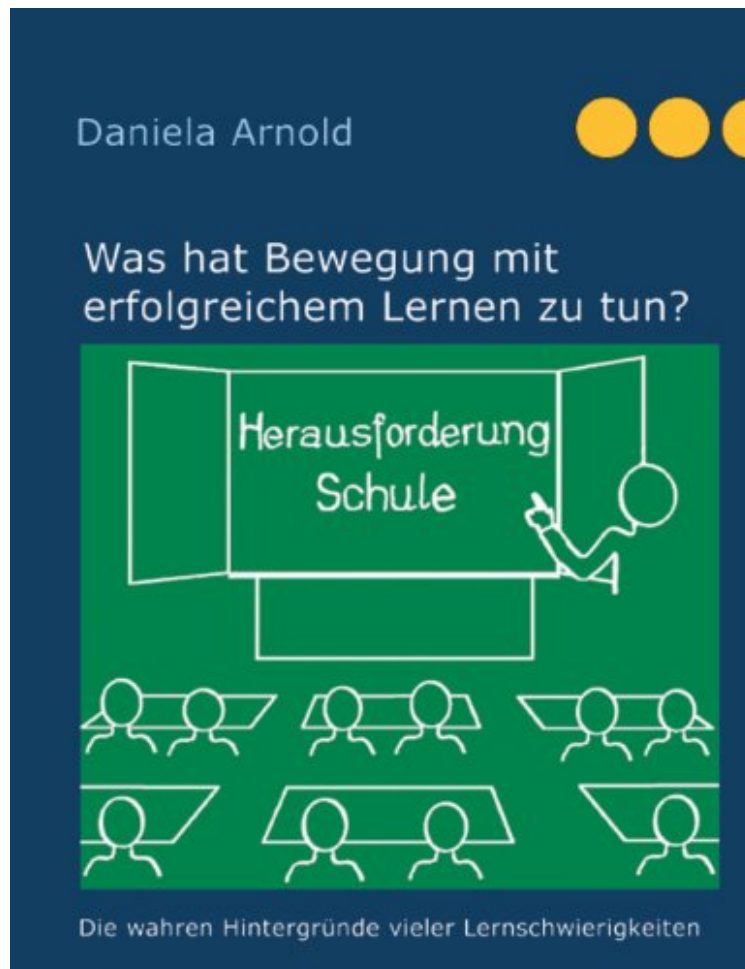 Daniela Arnold
Was hat Bewegung mit
erfolgreichem Lernen zu tun?
Herausforderung
Schule
Die wahren Hintergründe vieler Lernschwierigkeiten